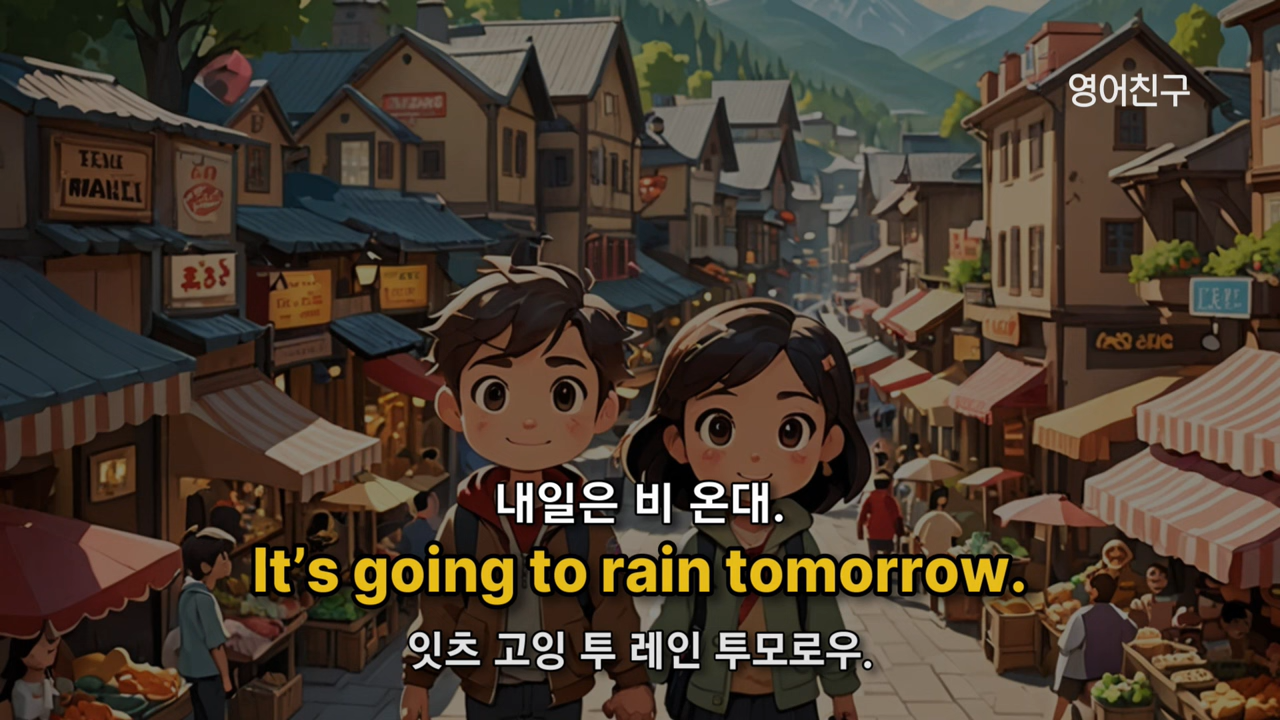 영어친구
내일은 비 온대.
It’s going to rain tomorrow.
잇츠 고잉 투 레인 투모로우.